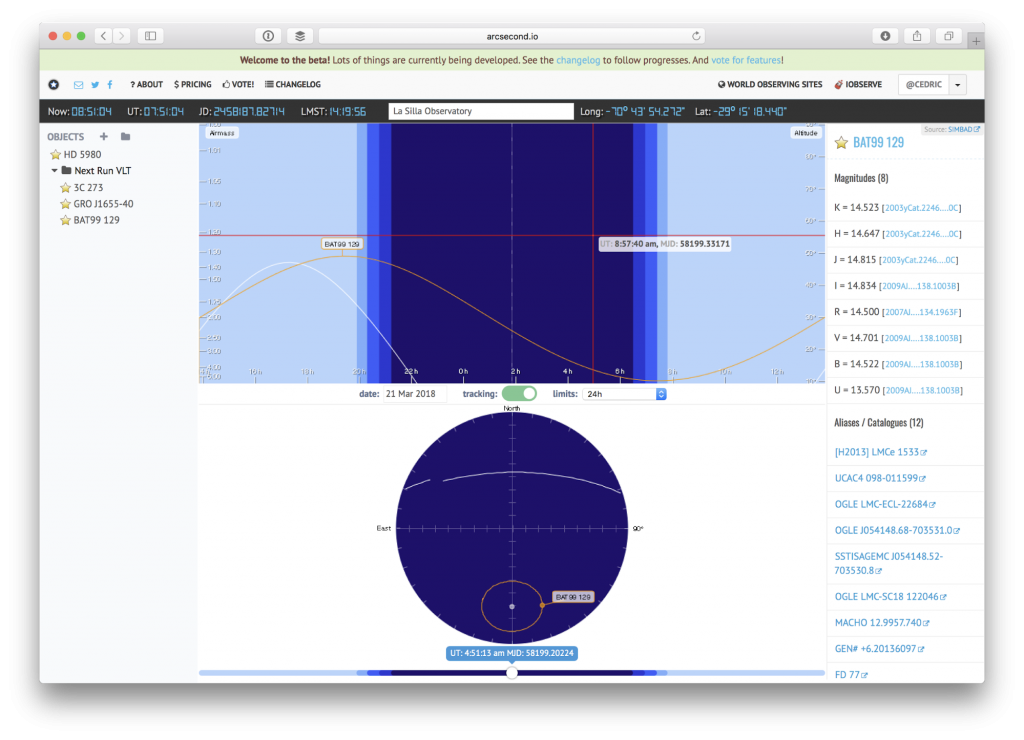 arcsecond.io
Welcome to the beta! Lots of things are currently being developed. See the changelog to follow progresses. And vote for features!
? ABOUT $ PRICING VOTE! CHANGELOG WORLD OBSERVING SITES IOBSERVE @CEDRIC
Now: 08:51:04 UT: 07:51:04 JD: 2458187.82714 LMST: 14:19:56 La Silla Observatory Long: -70° 43' 54.272" Lat: -29° 15' 18.440"
OBJECTS
HD 5980
Next Run VLT
3C 273
GRO J1655-40
BAT99 129
Airmass
Altitude
BAT99 129
UT: 8:57:40 am, MJD: 58199.33171
18h 20h 22h 0h 2h 4h 6h 8h 10h 12h
date: 21 Mar 2018 tracking: limits: 24h
North
East
90°
BAT99 129
UT: 4:51:13 am MJD: 58199.20224
Source: SIMBAD
BAT99 129
Magnitudes (8)
K = 14.523 [2003yCat.2246....0C]
H = 14.647 [2003yCat.2246....0C]
J = 14.815 [2003yCat.2246....0C]
I = 14.834 [2009AJ....138.1003B]
R = 14.500 [2007AJ....134.1963F]
V = 14.701 [2009AJ....138.1003B]
B = 14.522 [2009AJ....138.1003B]
U = 13.570 [2009AJ....138.1003B]
Aliases / Catalogues (12)
[H2013] LMCe 1533
UCAC4 098-011599
OGLE LMC-ECL-22684
OGLE J054148.68-703531.0
SSTISAGEMC J054148.52-
703530.8
OGLE LMC-SC18 122046
MACHO 12.9957.740
GEN# +6.20136097
FD 77